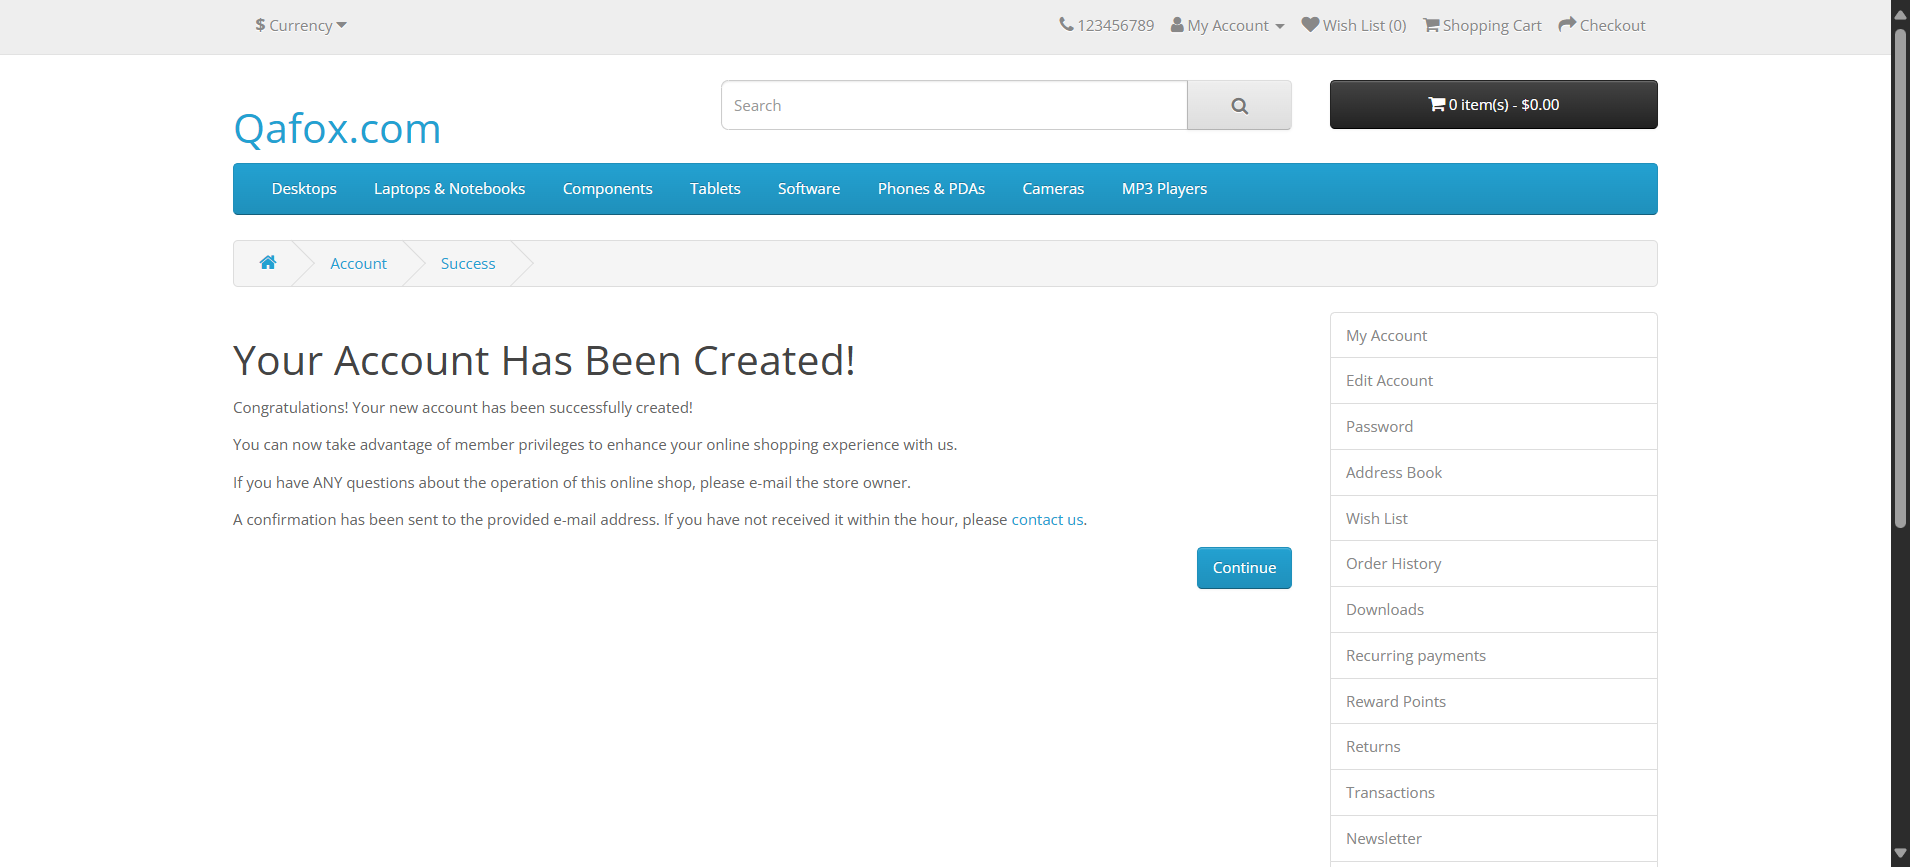 $ Currency
123456789 My Account Wish List (0) Shopping Cart Checkout
Qafox.com
Search
0 item(s) - $0.00
Desktops Laptops & Notebooks Components Tablets Software Phones & PDAs Cameras MP3 Players
Account Success
Your Account Has Been Created!
Congratulations! Your new account has been successfully created!
You can now take advantage of member privileges to enhance your online shopping experience with us.
If you have ANY questions about the operation of this online shop, please e-mail the store owner.
A confirmation has been sent to the provided e-mail address. If you have not received it within the hour, please contact us.
Continue
My Account
Edit Account
Password
Address Book
Wish List
Order History
Downloads
Recurring payments
Reward Points
Returns
Transactions
Newsletter